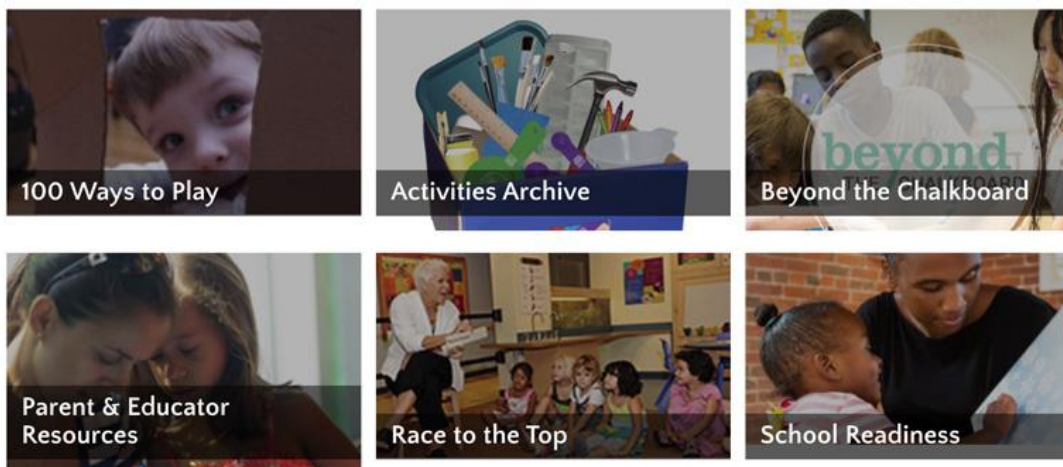 100 Ways to Play
Activities Archive
beyond
THE CHALKBOARD
Beyond the Chalkboard
Parent & Educator
Resources
Race to the Top
School Readiness